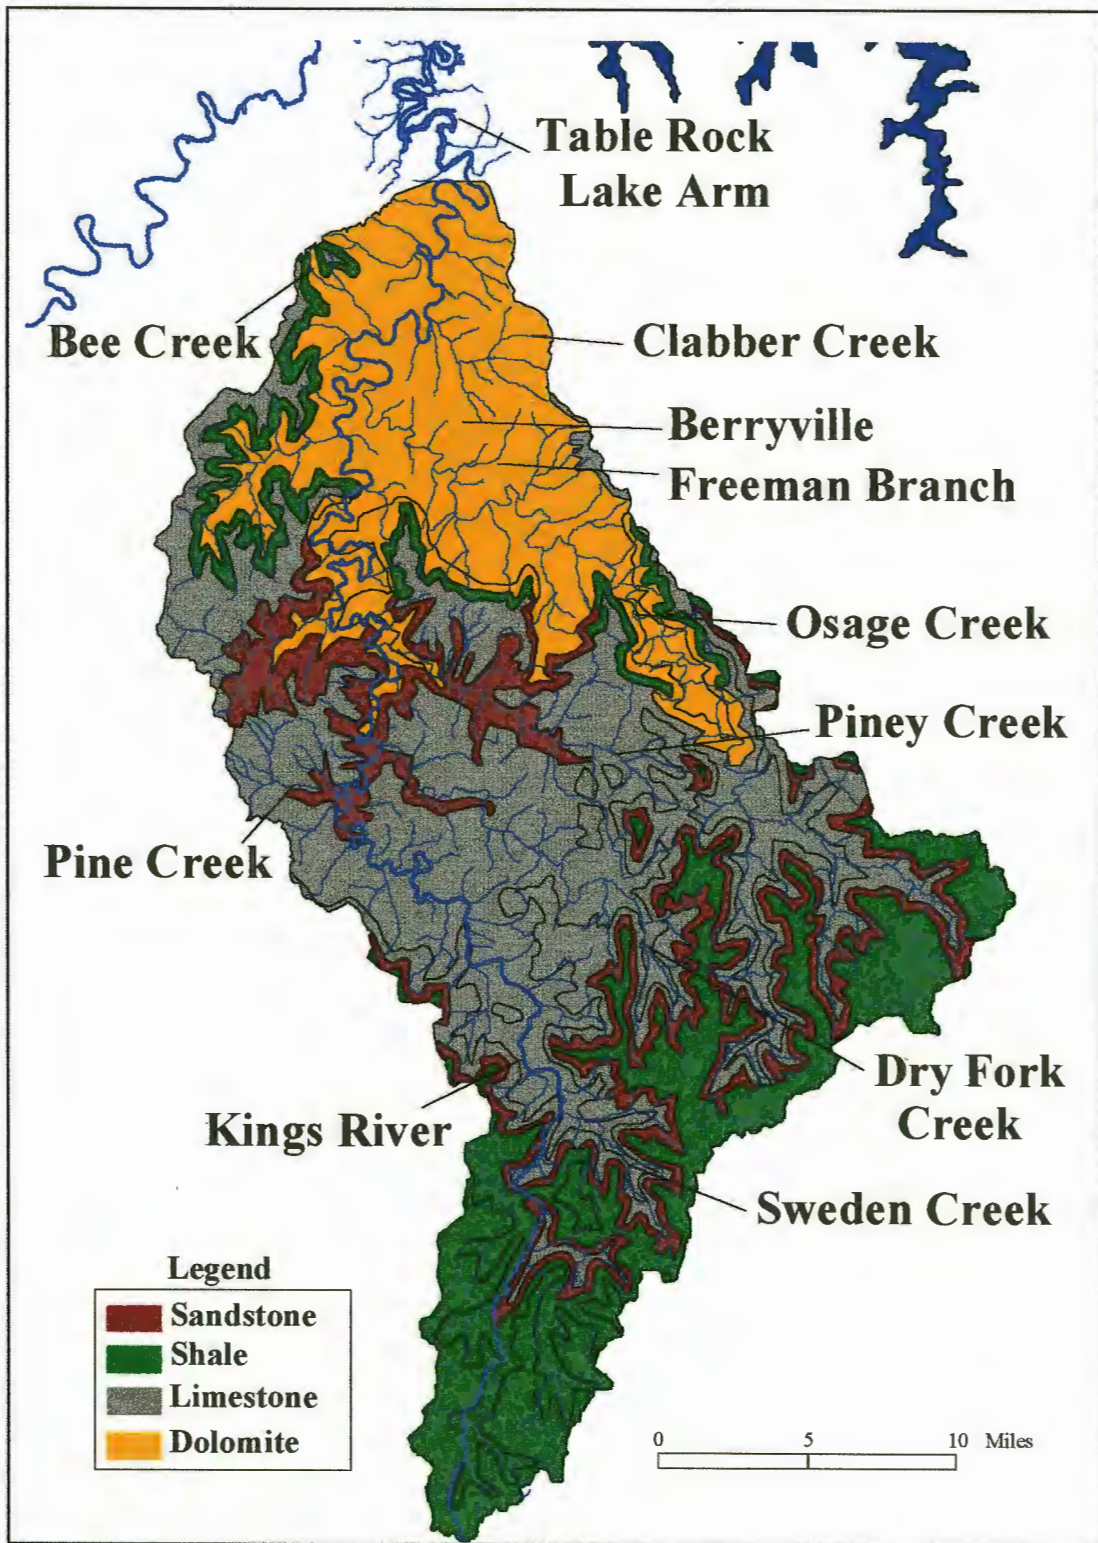 Table Rock
Lake Arm
Bee Creek
Clabber Creek
Berryville
Freeman Branch
Osage Creek
Piney Creek
Pine Creek
Dry Fork
Creek
Kings River
Sweden Creek
Legend
Sandstone
Shale
Limestone
Dolomite
0 5 10 Miles